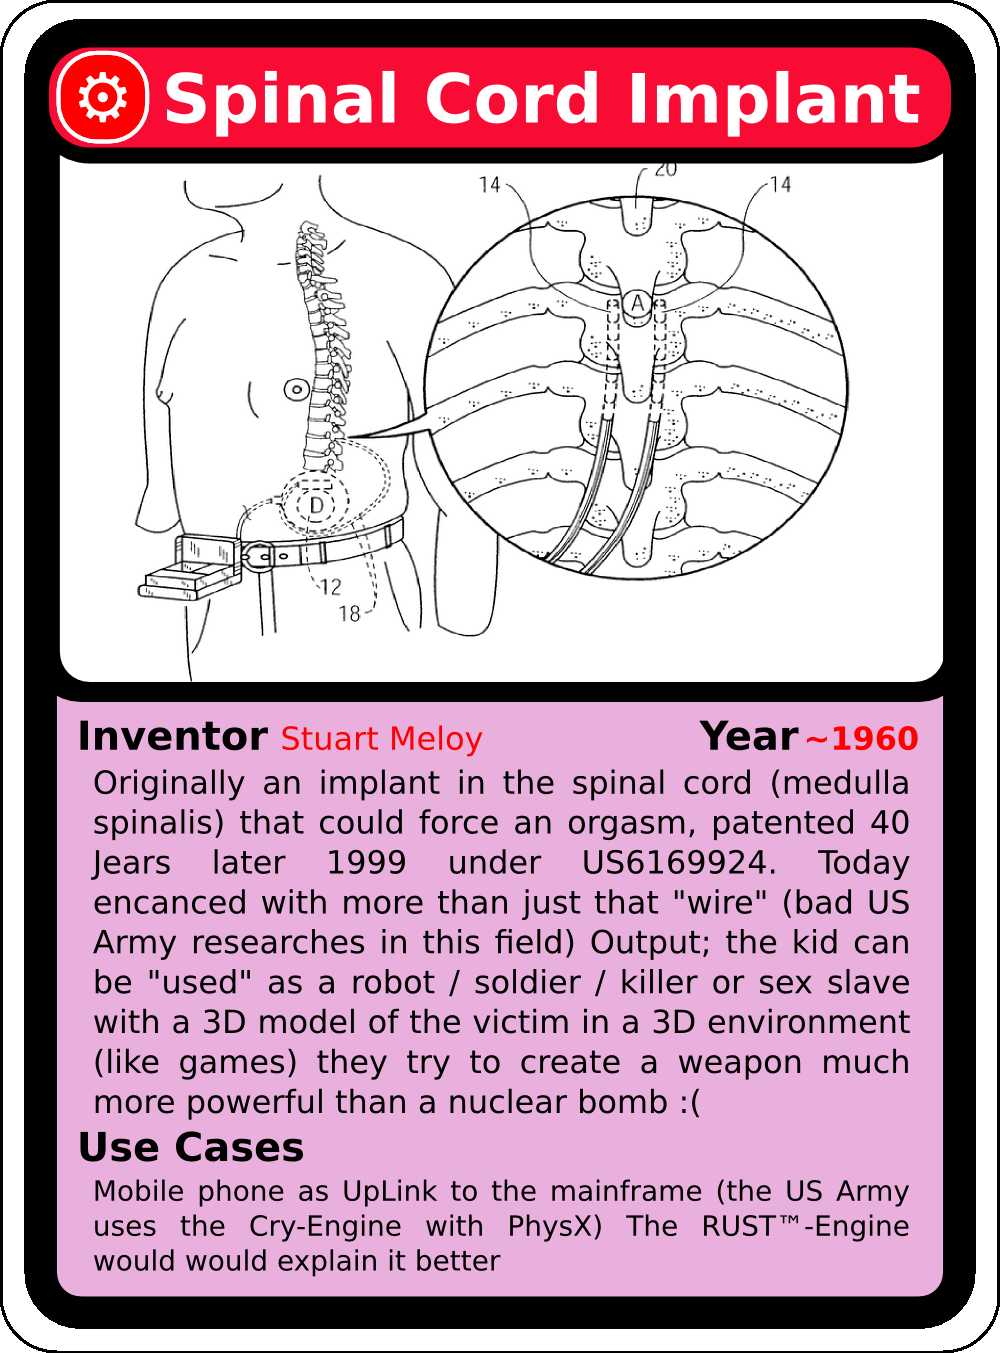 Spinal Cord Implant
20
14
14
A
D
12
18
Inventor Stuart Meloy Year ~1960
Originally an implant in the spinal cord (medulla
spinalis) that could force an orgasm, patented 40
Jears later 1999 under US6169924. Today
encanced with more than just that "wire" (bad US
Army researches in this field) Output; the kid can
be "used" as a robot / soldier / killer or sex slave
with a 3D model of the victim in a 3D environment
(like games) they try to create a weapon much
more powerful than a nuclear bomb :(
Use Cases
Mobile phone as UpLink to the mainframe (the US Army
uses the Cry-Engine with PhysX) The RUST™-Engine
would would explain it better